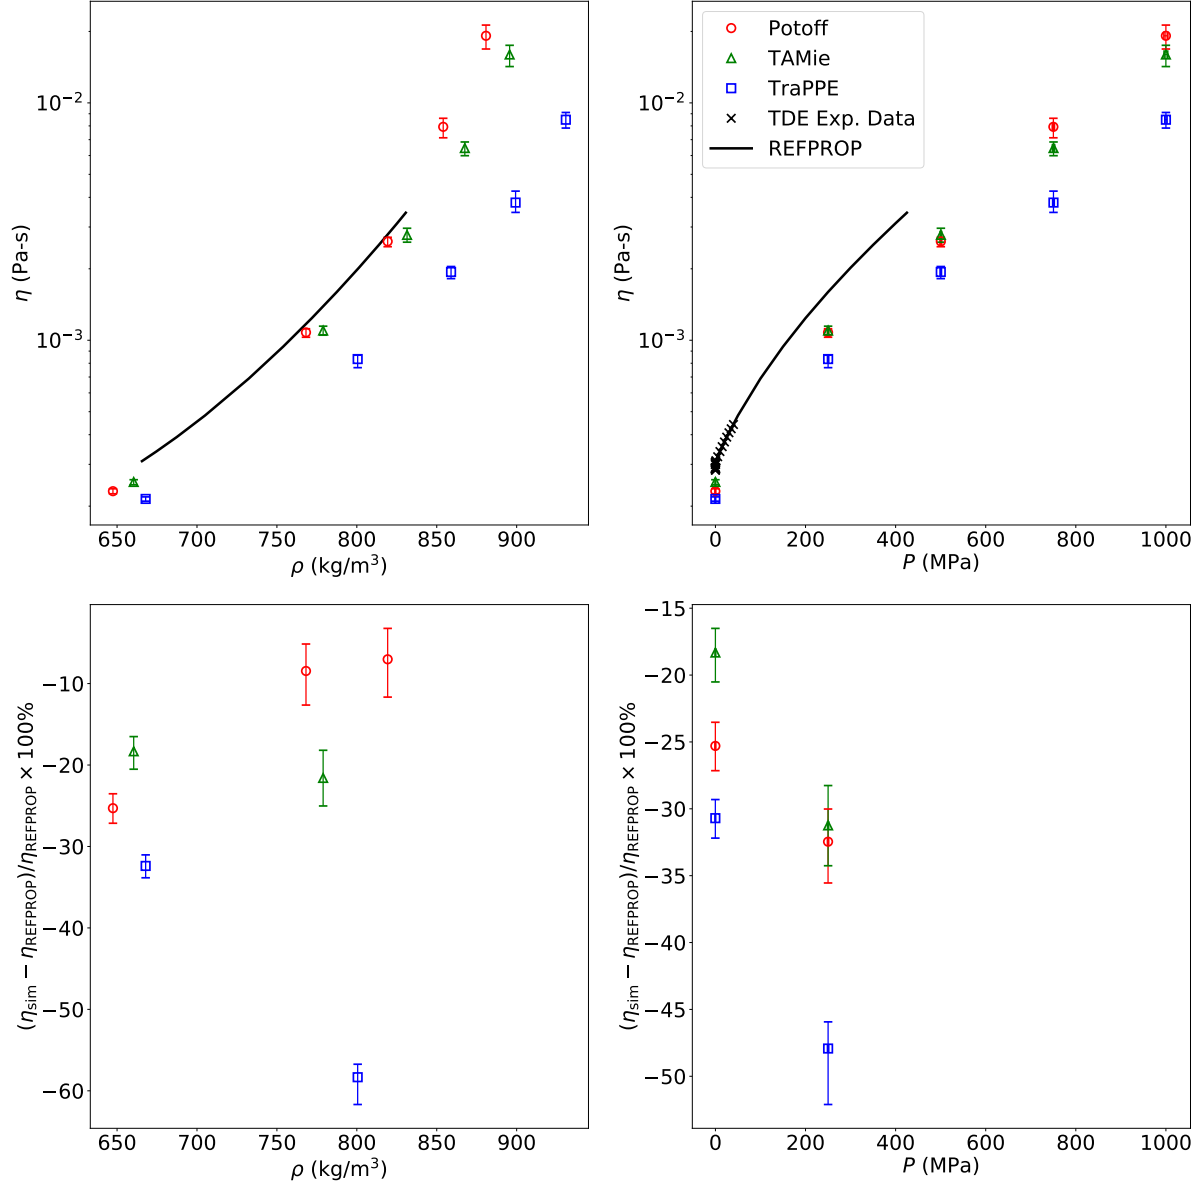 10⁻²
10⁻³
η (Pa-s)
650 700 750 800 850 900
ρ (kg/m³)
Potoff
TAMie
TraPPE
TDE Exp. Data
REFPROP
10⁻²
10⁻³
η (Pa-s)
0 200 400 600 800 1000
P (MPa)
−10
−20
−30
−40
−50
−60
(η_sim − η_REFPROP)/η_REFPROP × 100%
650 700 750 800 850 900
ρ (kg/m³)
−15
−20
−25
−30
−35
−40
−45
−50
(η_sim − η_REFPROP)/η_REFPROP × 100%
0 200 400 600 800 1000
P (MPa)